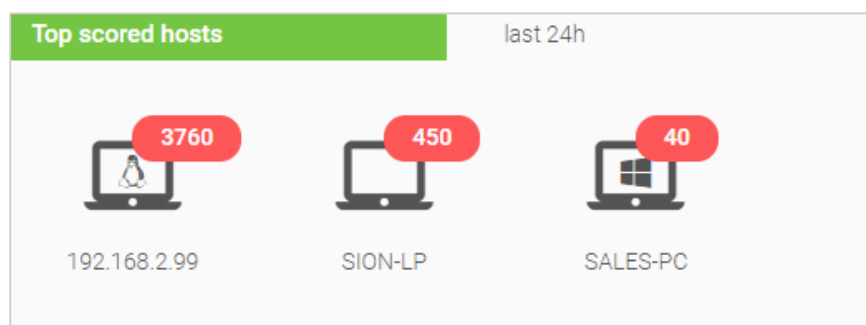 Top scored hosts last 24h
3760 450 40
192.168.2.99 SION-LP SALES-PC